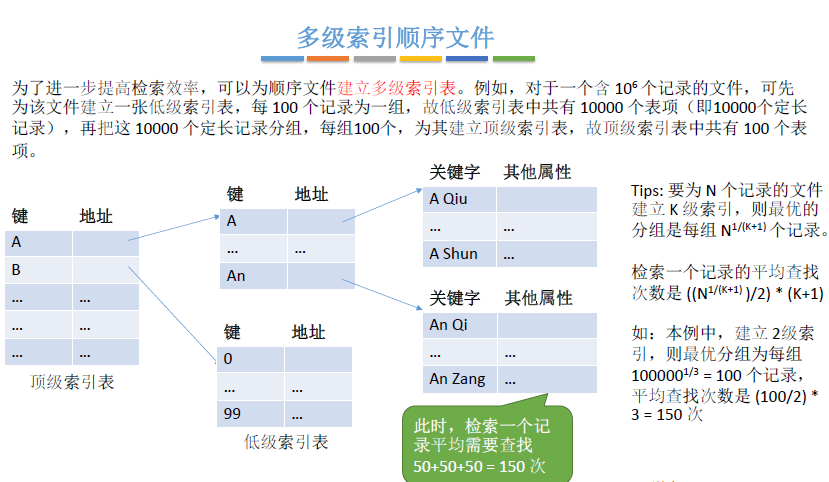 多级索引顺序文件
为了进一步提高检索效率，可以为顺序文件建立多级索引表。例如，对于一个含 10⁶ 个记录的文件，可先
为该文件建立一张低级索引表，每 100 个记录为一组，故低级索引表中共有 10000 个表项（即10000个定长
记录），再把这 10000 个定长记录分组，每组100个，为其建立顶级索引表，故顶级索引表中共有 100 个表
项。
键 地址
A
B
... ...
... ...
... ...
顶级索引表
键 地址
A
... ...
An
键 地址
0
... ...
99 ...
低级索引表
关键字 其他属性
A Qiu
... ...
A Shun ...
关键字 其他属性
An Qi
... ...
An Zang ...
此时，检索一个记
录平均需要查找
50+50+50 = 150 次
Tips: 要为 N 个记录的文件
建立 K 级索引，则最优的
分组是每组 N^1/(K+1) 个记录。
检索一个记录的平均查找
次数是 ((N^1/(K+1) )/2) * (K+1)
如：本例中，建立 2级索
引，则最优分组为每组
100000^1/3 = 100 个记录，
平均查找次数是 (100/2) *
3 = 150 次